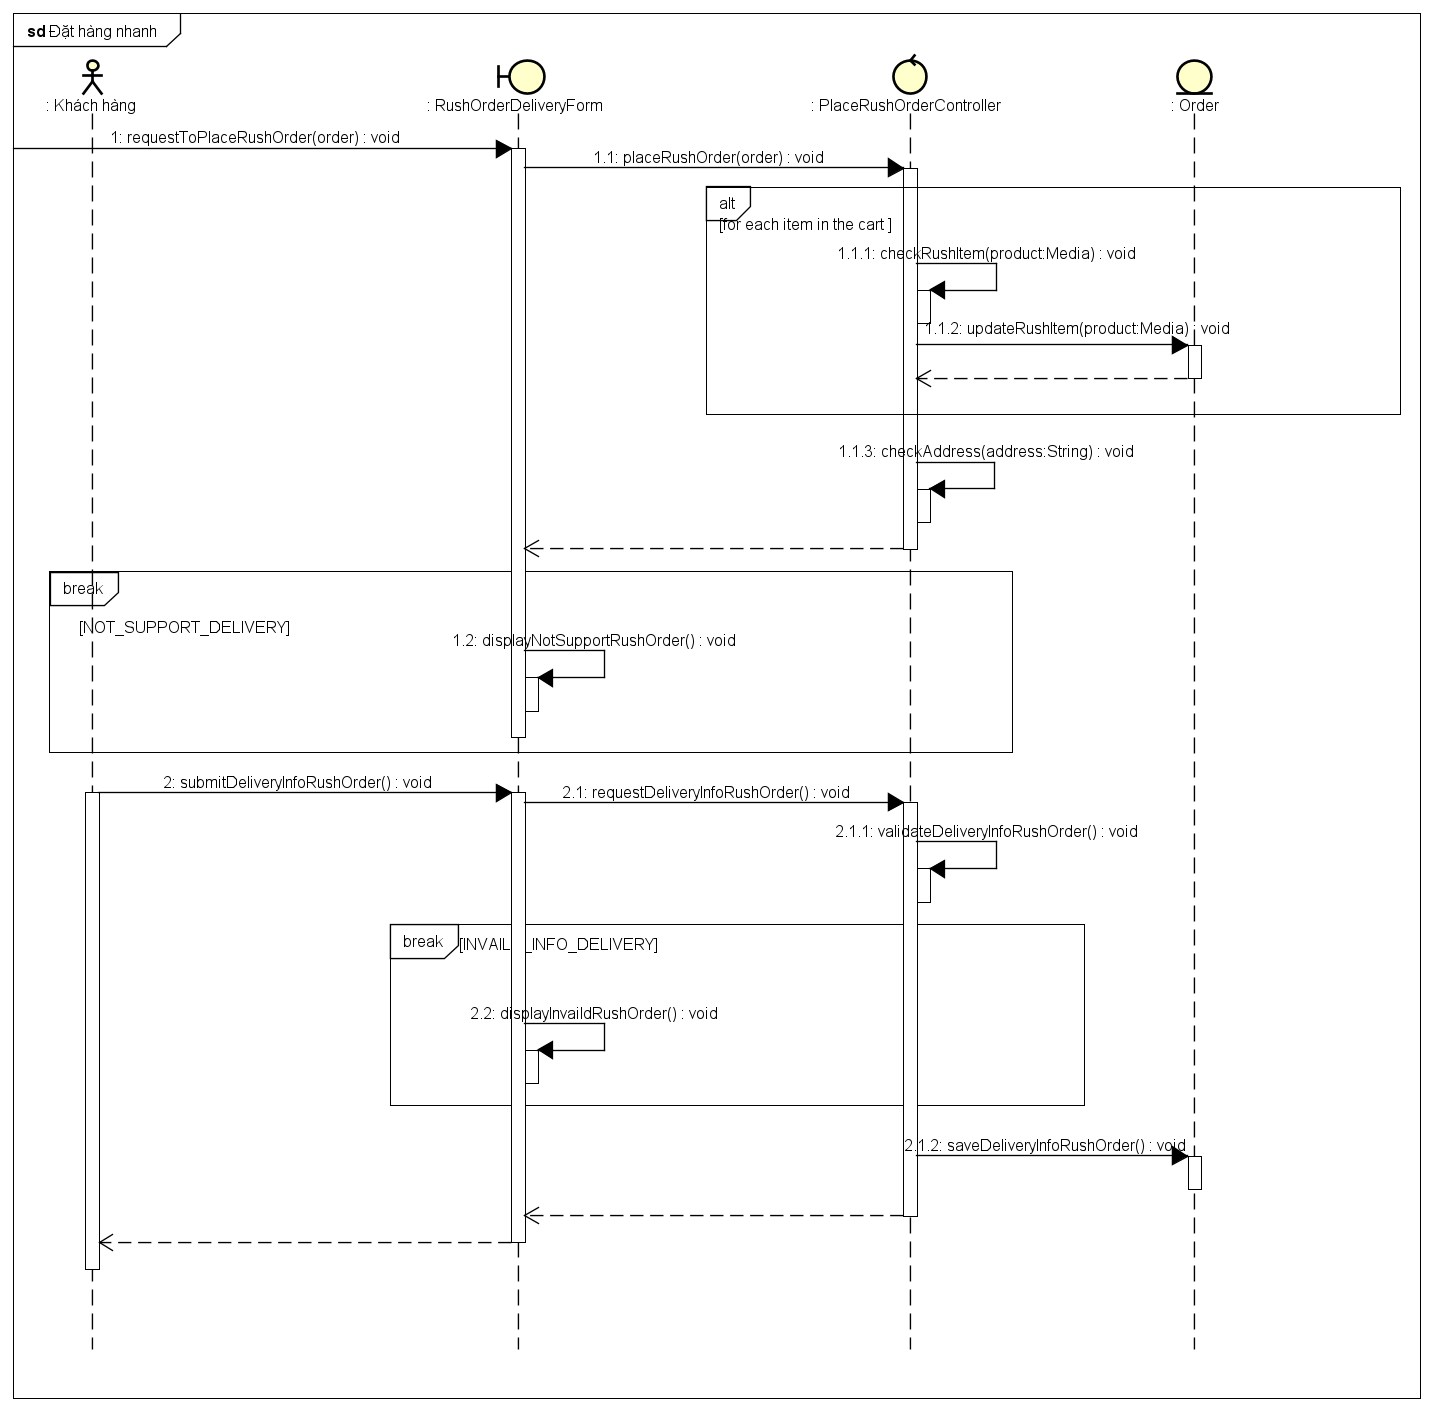 sd Đặt hàng nhanh
: Khách hàng
: RushOrderDeliveryForm
: PlaceRushOrderController
: Order
1: requestToPlaceRushOrder(order) : void
1.1: placeRushOrder(order) : void
alt
[for each item in the cart ]
1.1.1: checkRushItem(product:Media) : void
1.1.2: updateRushItem(product:Media) : void
1.1.3: checkAddress(address:String) : void
break
[NOT_SUPPORT_DELIVERY]
1.2: displayNotSupportRushOrder() : void
2: submitDeliveryInfoRushOrder() : void
2.1: requestDeliveryInfoRushOrder() : void
2.1.1: validateDeliveryInfoRushOrder() : void
break
_INFO_DELIVERY]
2.2: displayInvaildRushOrder() : void
2.1.2: saveDeliveryInfoRushOrder() : void